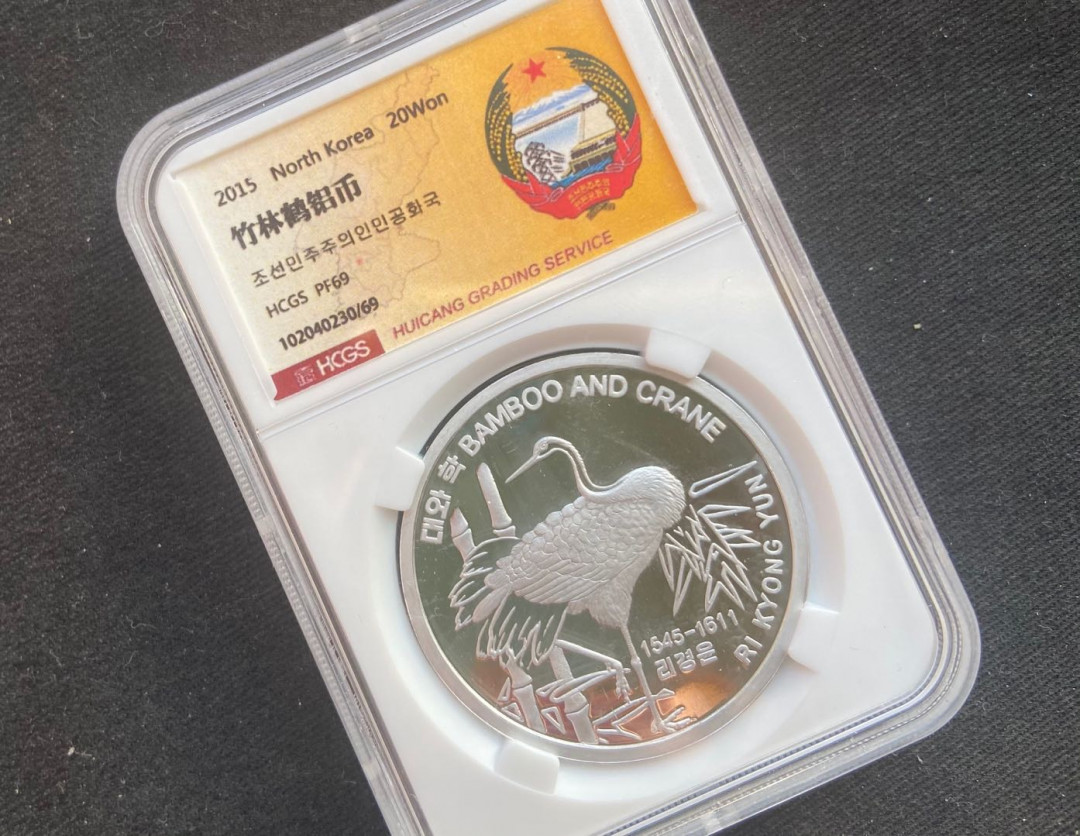 2015 North Korea 20Won
竹林鹤铝币
조선민주주의인민공화국
HCGS PF69
102040230/69
HCGS HUICANG GRADING SERVICE
대와 학 BAMBOO AND CRANE
RI KYONG YUN
1545-1611
리경윤